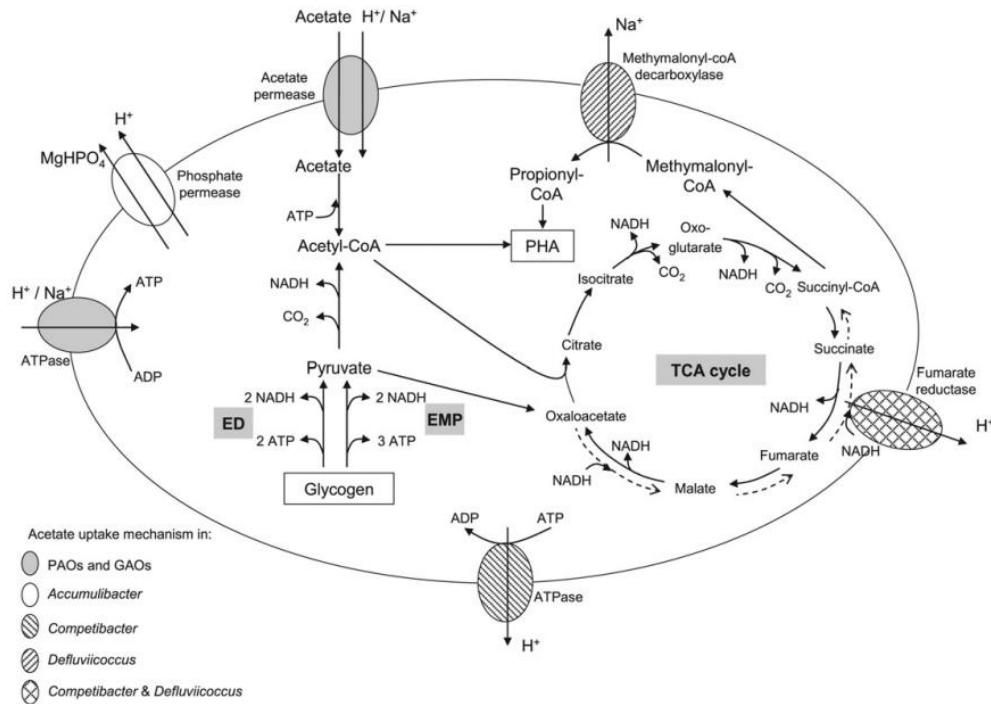 Acetate H⁺/ Na⁺
Acetate
permease
Na⁺
Methymalonyl-coA
decarboxylase
H⁺
MgHPO₄
Phosphate
permease
Acetate
ATP
Acetyl-CoA
Propionyl-
CoA
Methymalonyl-
CoA
PHA
NADH
Oxo-
glutarate
CO₂
NADH
CO₂
Isocitrate
Succinyl-CoA
H⁺ / Na⁺
ATP
ATPase
ADP
NADH
CO₂
Pyruvate
Citrate
TCA cycle
Succinate
Fumarate
reductase
2 NADH
2 NADH
ED
EMP
2 ATP
3 ATP
Glycogen
Oxaloacetate
NADH
NADH
Malate
Fumarate
NADH
NADH
H⁺
ADP
ATP
ATPase
H⁺
Acetate uptake mechanism in:
PAOs and GAOs
Accumulibacter
Competibacter
Defluviicoccus
Competibacter & Defluviicoccus